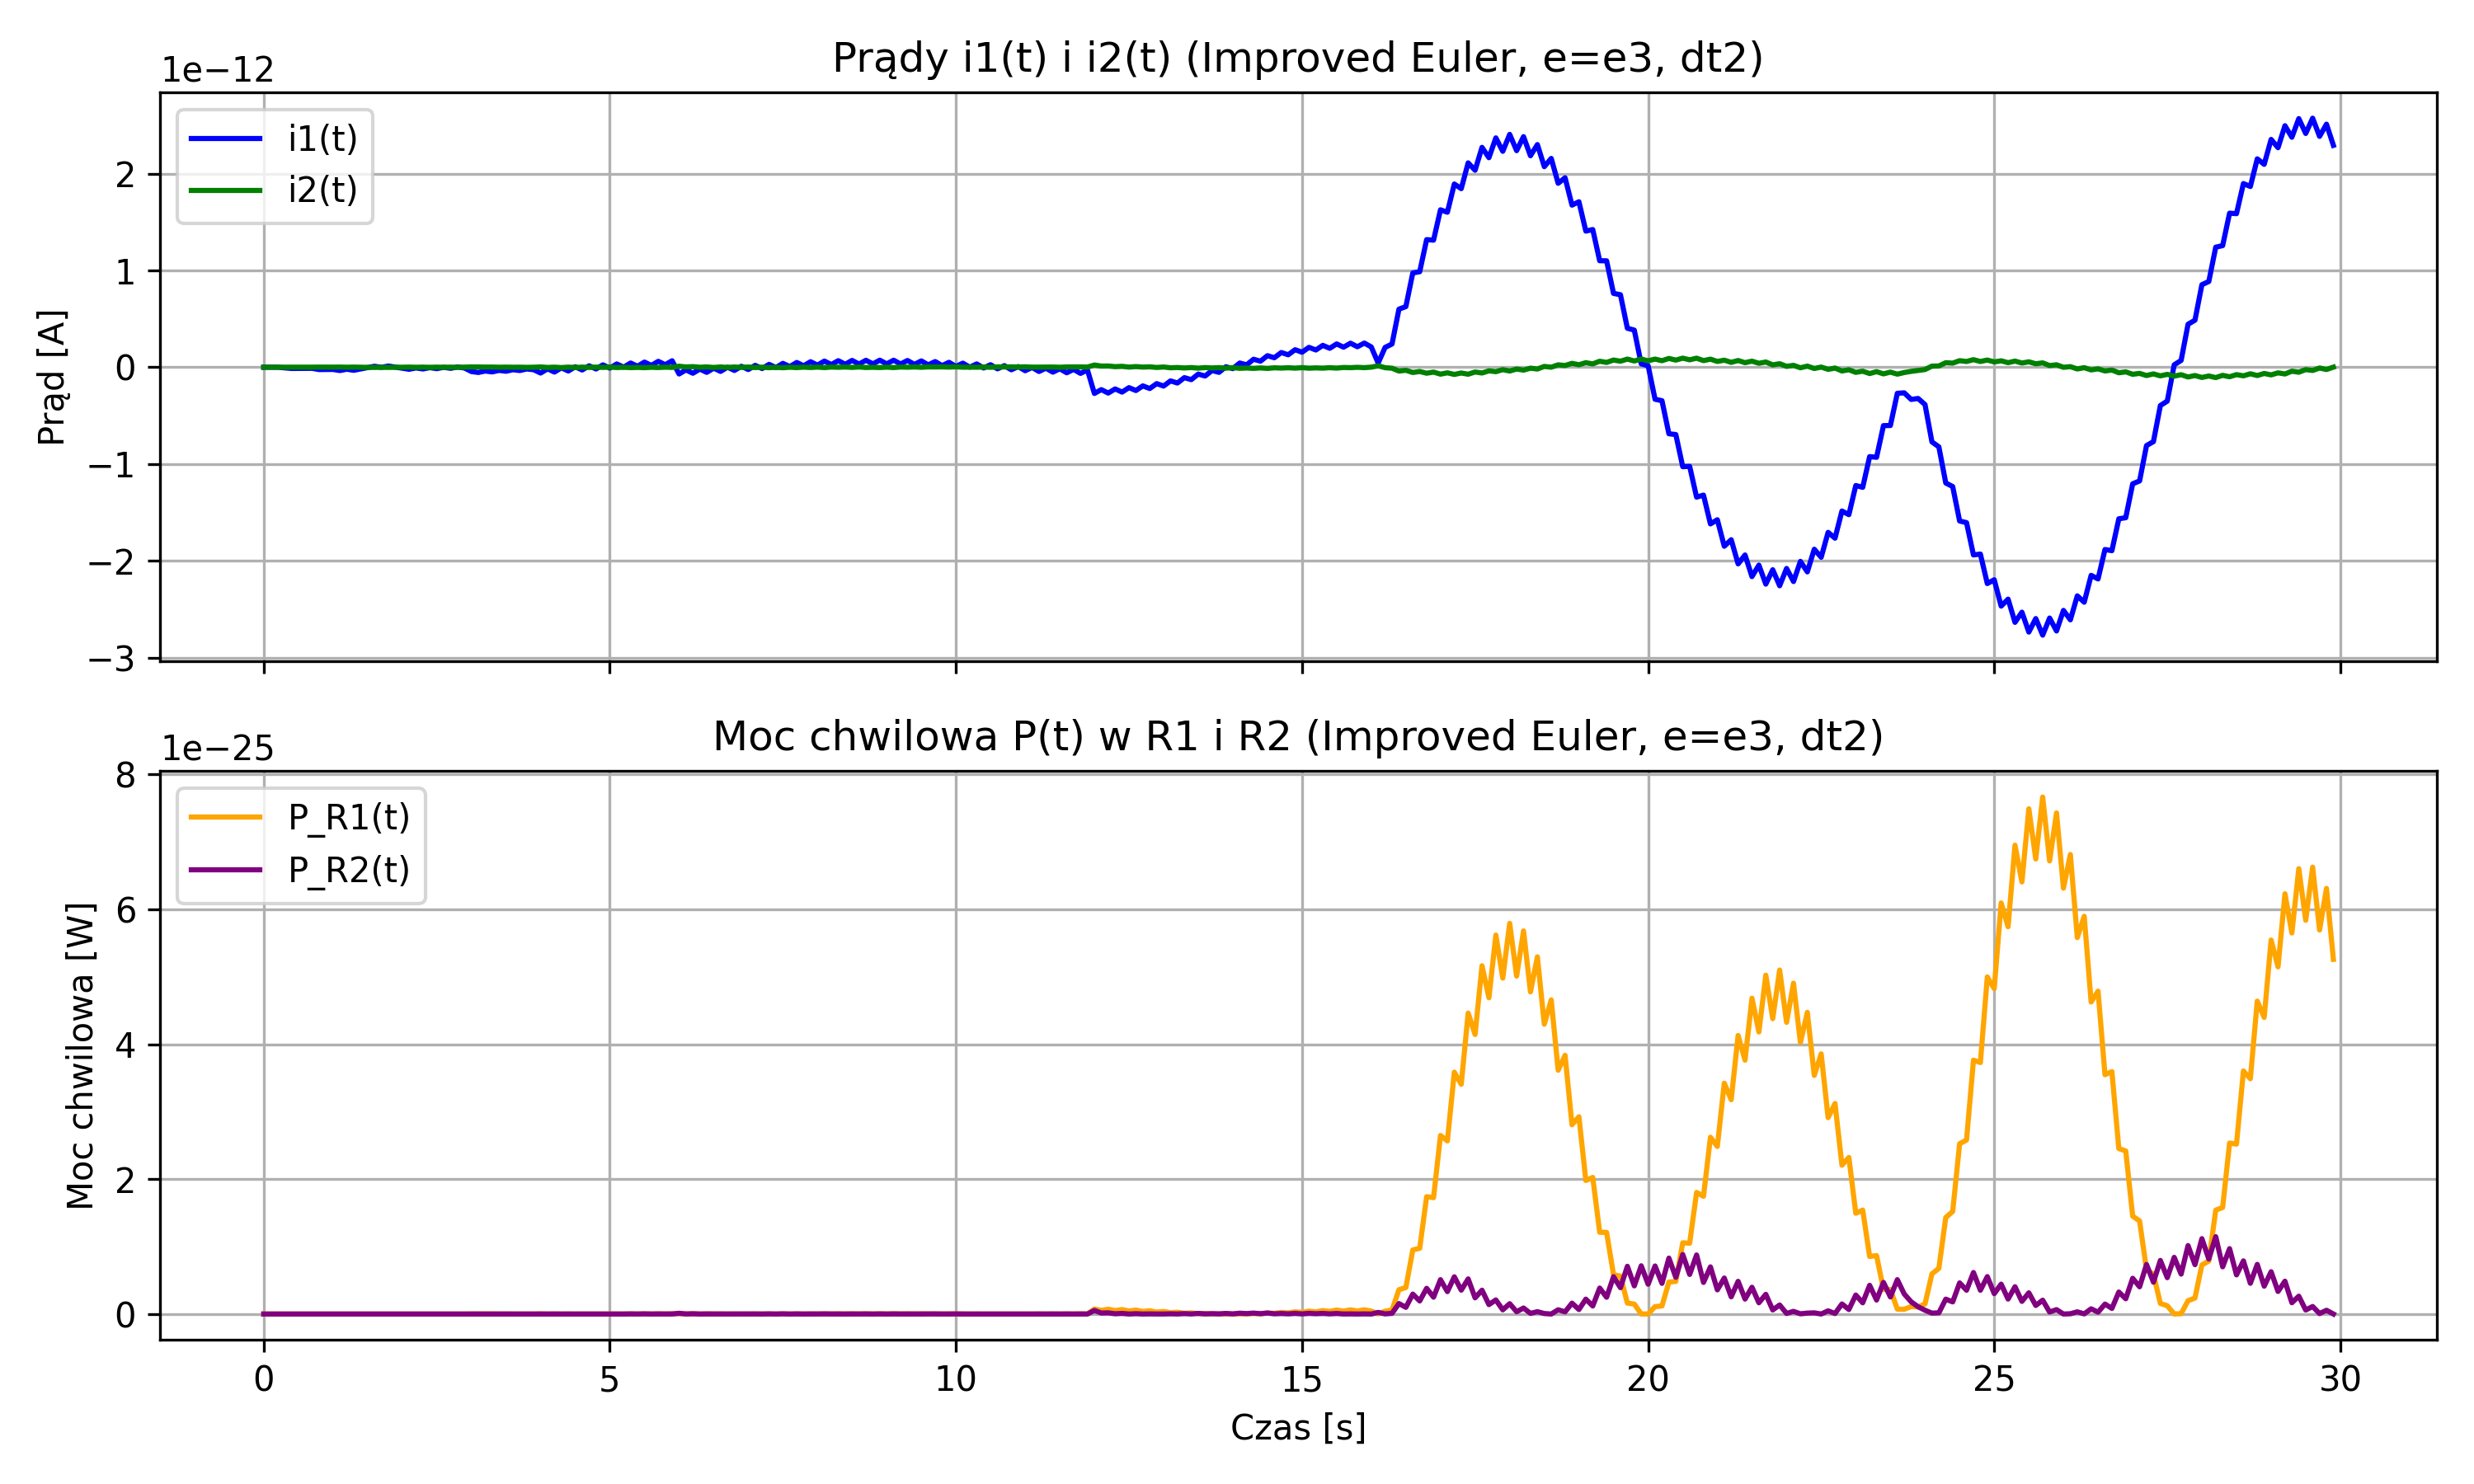 Prądy i1(t) i i2(t) (Improved Euler, e=e3, dt2)
1e−12
i1(t)
i2(t)
Prąd [A]
2
1
0
−1
−2
−3
Moc chwilowa P(t) w R1 i R2 (Improved Euler, e=e3, dt2)
1e−25
P_R1(t)
P_R2(t)
Moc chwilowa [W]
8
6
4
2
0
0 5 10 15 20 25 30
Czas [s]